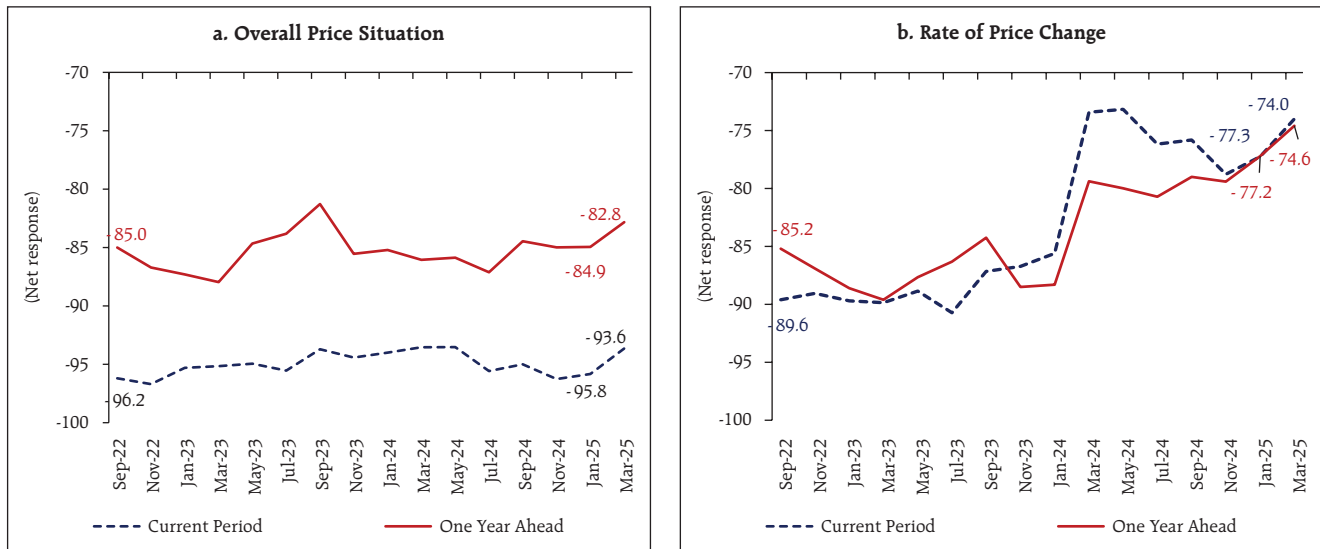 a. Overall Price Situation
-70
-75
-80
-85
-90
-95
-100
(Net response)
- 85.0
- 82.8
- 84.9
- 93.6
- 96.2
- 95.8
Sep-22
Nov-22
Jan-23
Mar-23
May-23
Jul-23
Sep-23
Nov-23
Jan-24
Mar-24
May-24
Jul-24
Sep-24
Nov-24
Jan-25
Mar-25
Current Period
One Year Ahead
b. Rate of Price Change
-70
-75
-80
-85
-90
-95
-100
(Net response)
- 74.0
- 77.3
- 74.6
- 77.2
- 85.2
- 89.6
Sep-22
Nov-22
Jan-23
Mar-23
May-23
Jul-23
Sep-23
Nov-23
Jan-24
Mar-24
May-24
Jul-24
Sep-24
Nov-24
Jan-25
Mar-25
Current Period
One Year Ahead